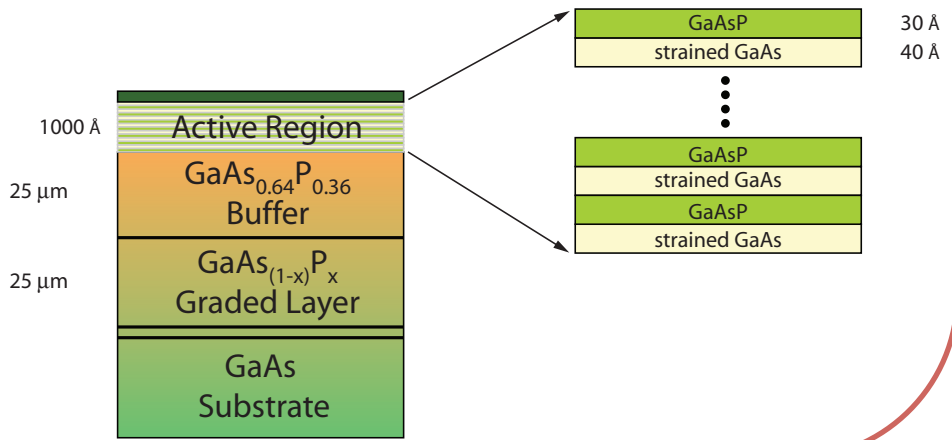 GaAsP 30 Å
strained GaAs 40 Å
1000 Å Active Region
GaAs0.64P0.36
25 μm
Buffer
GaAsP
strained GaAs
GaAsP
strained GaAs
GaAs(1-x)Px
25 μm
Graded Layer
GaAs
Substrate